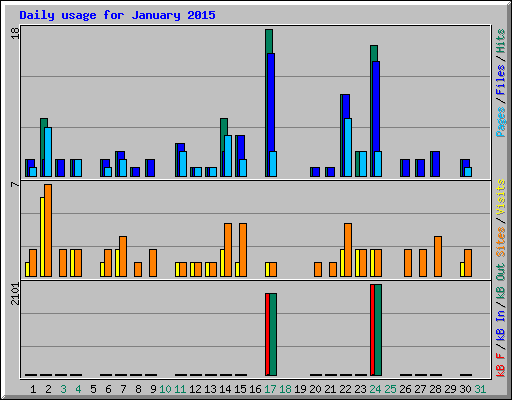 Daily usage for January 2015
18
Pages/Files/Hits
7
Sites/Visits
2101
kB F/kB In/kB Out
1 2 3 4 5 6 7 8 9 10 11 12 13 14 15 16 17 18 19 20 21 22 23 24 25 26 27 28 29 30 31